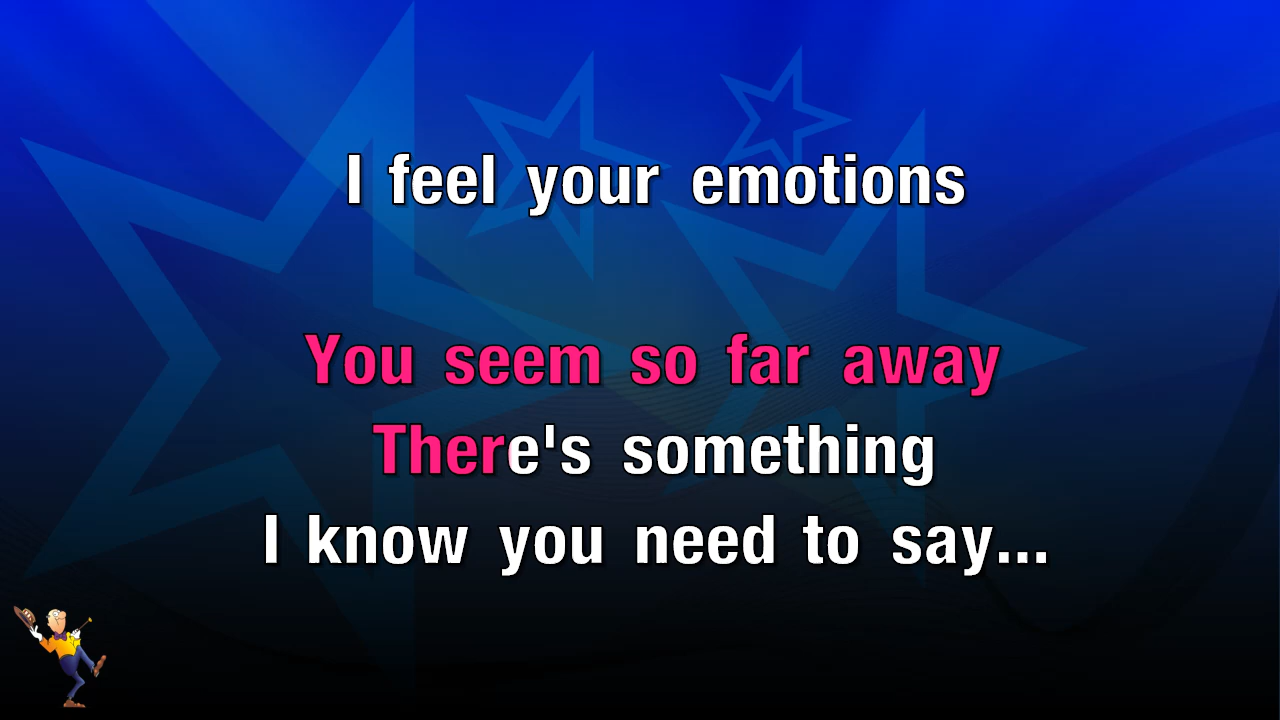 I feel your emotions
You seem so far away
There's something
I know you need to say...